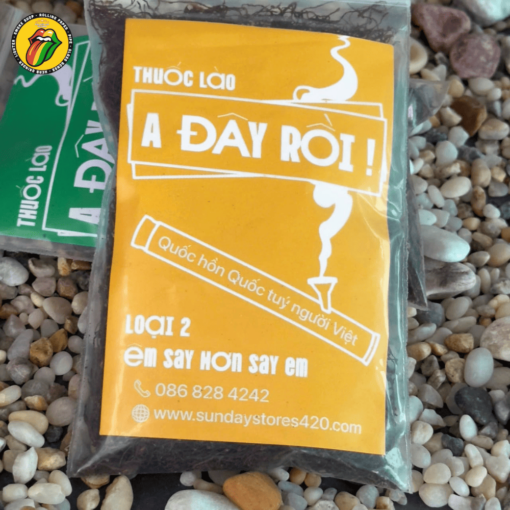 THUỐC LÀO
A ĐÂY RỒI !
Quốc hồn Quốc tuý người Việt
LOẠI 2
em SAY HƠN SAY em
086 828 4242
www.sundaystores420.com
THUỐC LÀO
A ĐÂY